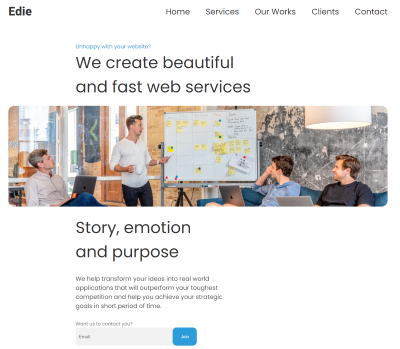 Edie
Home Services Our Works Clients Contact
Unhappy with your website?
We create beautiful
and fast web services
Story, emotion
and purpose
We help transform your ideas into real world
applications that will outperform your toughest
competition and help you achieve your strategic
goals in short period of time.
Want us to contact you?
Email Join